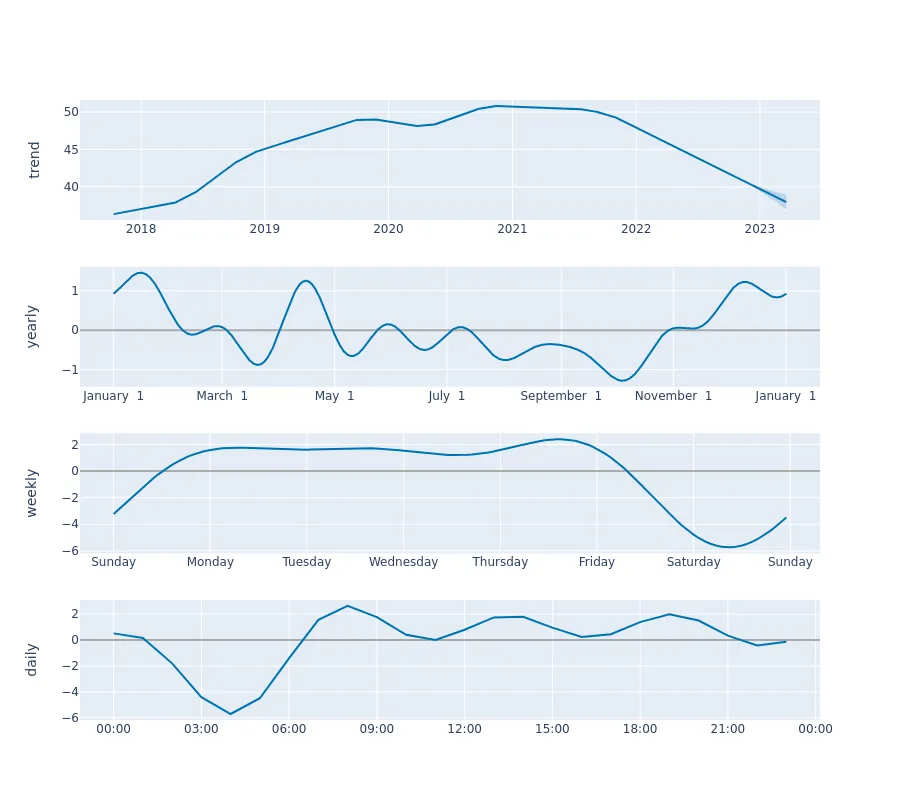 trend
50
45
40
2018 2019 2020 2021 2022 2023
yearly
1
0
−1
January 1 March 1 May 1 July 1 September 1 November 1 January 1
weekly
2
0
−2
−4
−6
Sunday Monday Tuesday Wednesday Thursday Friday Saturday Sunday
daily
2
0
−2
−4
−6
00:00 03:00 06:00 09:00 12:00 15:00 18:00 21:00 00:00